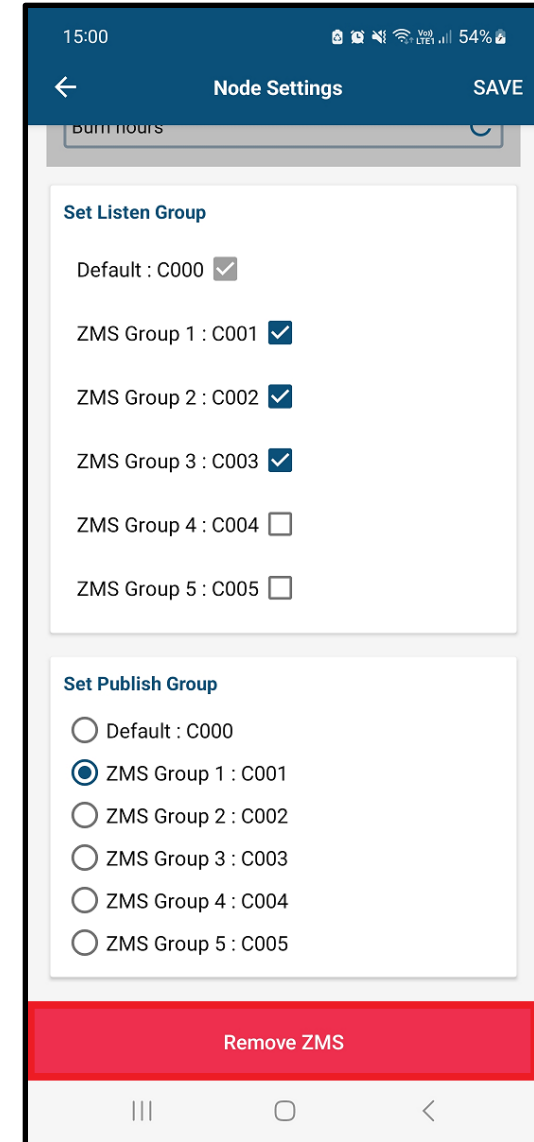 15:00 Vo)) LTE1 54%
Node Settings SAVE
Burn hours
Set Listen Group
Default : C000
ZMS Group 1 : C001
ZMS Group 2 : C002
ZMS Group 3 : C003
ZMS Group 4 : C004
ZMS Group 5 : C005
Set Publish Group
Default : C000
ZMS Group 1 : C001
ZMS Group 2 : C002
ZMS Group 3 : C003
ZMS Group 4 : C004
ZMS Group 5 : C005
Remove ZMS